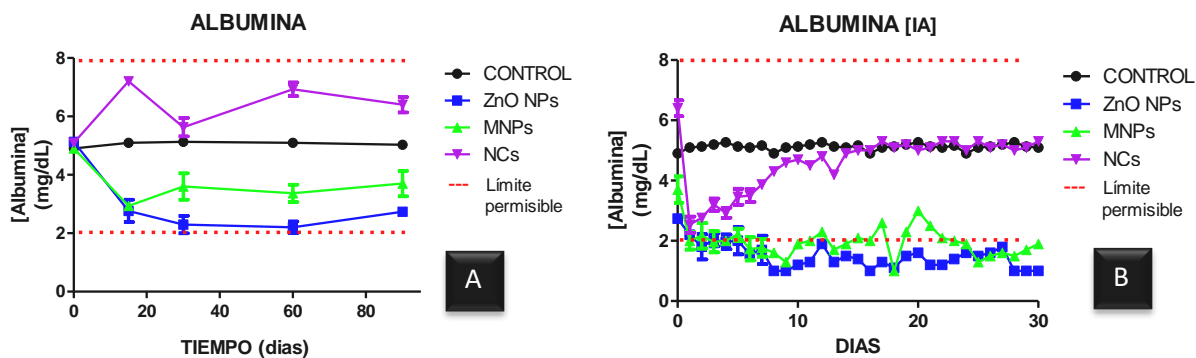 ALBUMINA
[Albumina]
(mg/dL)
8
6
4
2
0
0
20
40
60
80
TIEMPO (dias)
CONTROL
ZnO NPs
MNPs
NCs
Límite
permisible
A
ALBUMINA [IA]
[Albumina]
(mg/dL)
8
6
4
2
0
0
10
20
30
DIAS
CONTROL
ZnO NPs
MNPs
NCs
Límite
permisible
B